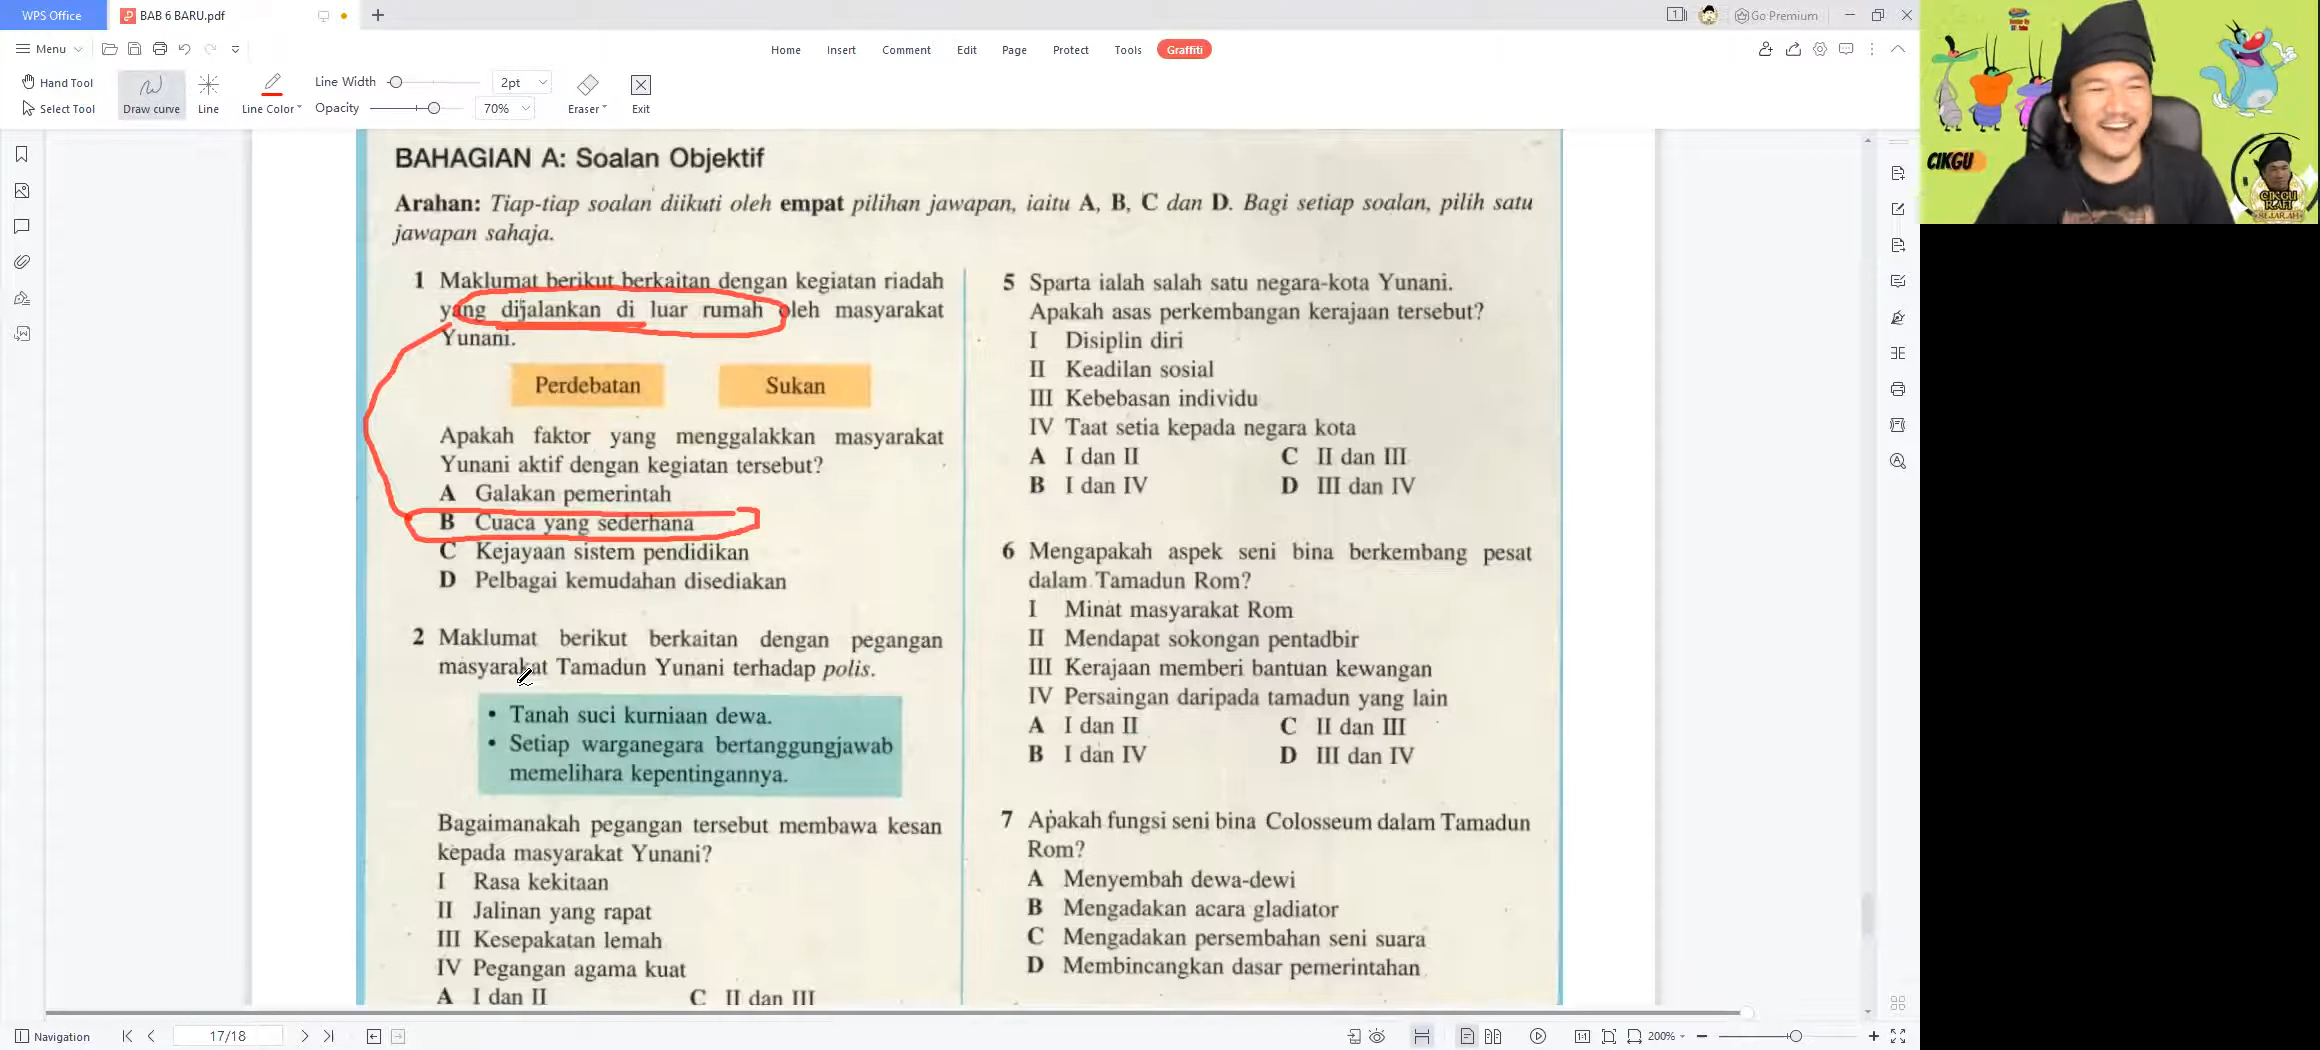 WPS Office
BAB 6 BARU.pdf
Go Premium
Menu
Home Insert Comment Edit Page Protect Tools Graffiti
Hand Tool
Select Tool
Draw curve
Line
Line Color
Line Width 2pt
Opacity 70%
Eraser
Exit
CIKGU
CIKGU
RAFI
SEJARAH
BAHAGIAN A: Soalan Objektif
Arahan: Tiap-tiap soalan diikuti oleh empat pilihan jawapan, iaitu A, B, C dan D. Bagi setiap soalan, pilih satu
jawapan sahaja.
1 Maklumat berikut berkaitan dengan kegiatan riadah
yang dijalankan di luar rumah oleh masyarakat
Yunani.
Perdebatan Sukan
Apakah faktor yang menggalakkan masyarakat
Yunani aktif dengan kegiatan tersebut?
A Galakan pemerintah
B Cuaca yang sederhana
C Kejayaan sistem pendidikan
D Pelbagai kemudahan disediakan
2 Maklumat berikut berkaitan dengan pegangan
masyarakat Tamadun Yunani terhadap polis.
• Tanah suci kurniaan dewa.
• Setiap warganegara bertanggungjawab
memelihara kepentingannya.
Bagaimanakah pegangan tersebut membawa kesan
kepada masyarakat Yunani?
I Rasa kekitaan
II Jalinan yang rapat
III Kesepakatan lemah
IV Pegangan agama kuat
A I dan II C II dan III
5 Sparta ialah salah satu negara-kota Yunani.
Apakah asas perkembangan kerajaan tersebut?
I Disiplin diri
II Keadilan sosial
III Kebebasan individu
IV Taat setia kepada negara kota
A I dan II C II dan III
B I dan IV D III dan IV
6 Mengapakah aspek seni bina berkembang pesat
dalam Tamadun Rom?
I Minat masyarakat Rom
II Mendapat sokongan pentadbir
III Kerajaan memberi bantuan kewangan
IV Persaingan daripada tamadun yang lain
A I dan II C II dan III
B I dan IV D III dan IV
7 Apakah fungsi seni bina Colosseum dalam Tamadun
Rom?
A Menyembah dewa-dewi
B Mengadakan acara gladiator
C Mengadakan persembahan seni suara
D Membincangkan dasar pemerintahan
Navigation 17/18 200%